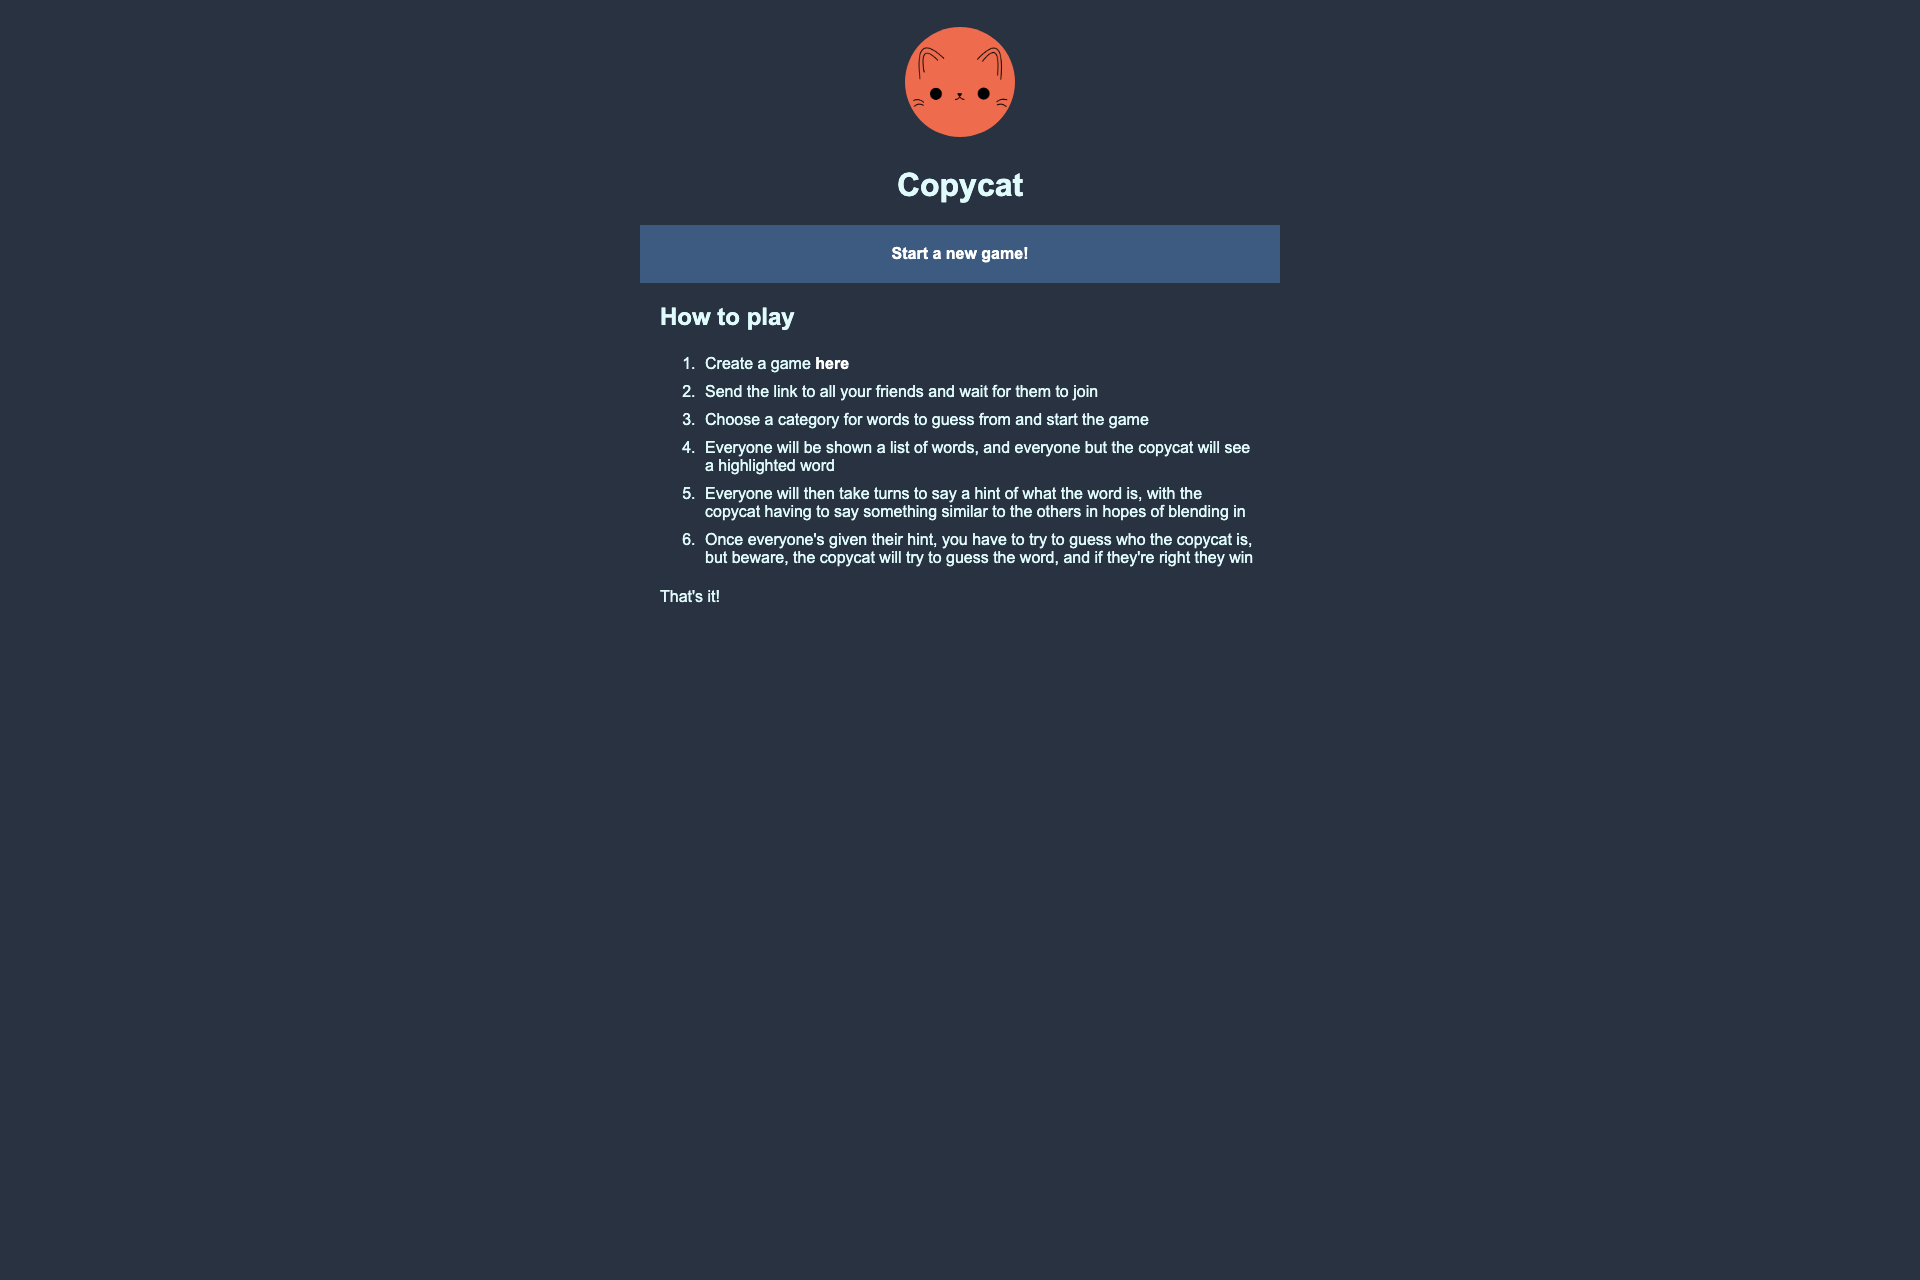 Copycat
Start a new game!
How to play
1. Create a game here
2. Send the link to all your friends and wait for them to join
3. Choose a category for words to guess from and start the game
4. Everyone will be shown a list of words, and everyone but the copycat will see
a highlighted word
5. Everyone will then take turns to say a hint of what the word is, with the
copycat having to say something similar to the others in hopes of blending in
6. Once everyone's given their hint, you have to try to guess who the copycat is,
but beware, the copycat will try to guess the word, and if they're right they win
That's it!